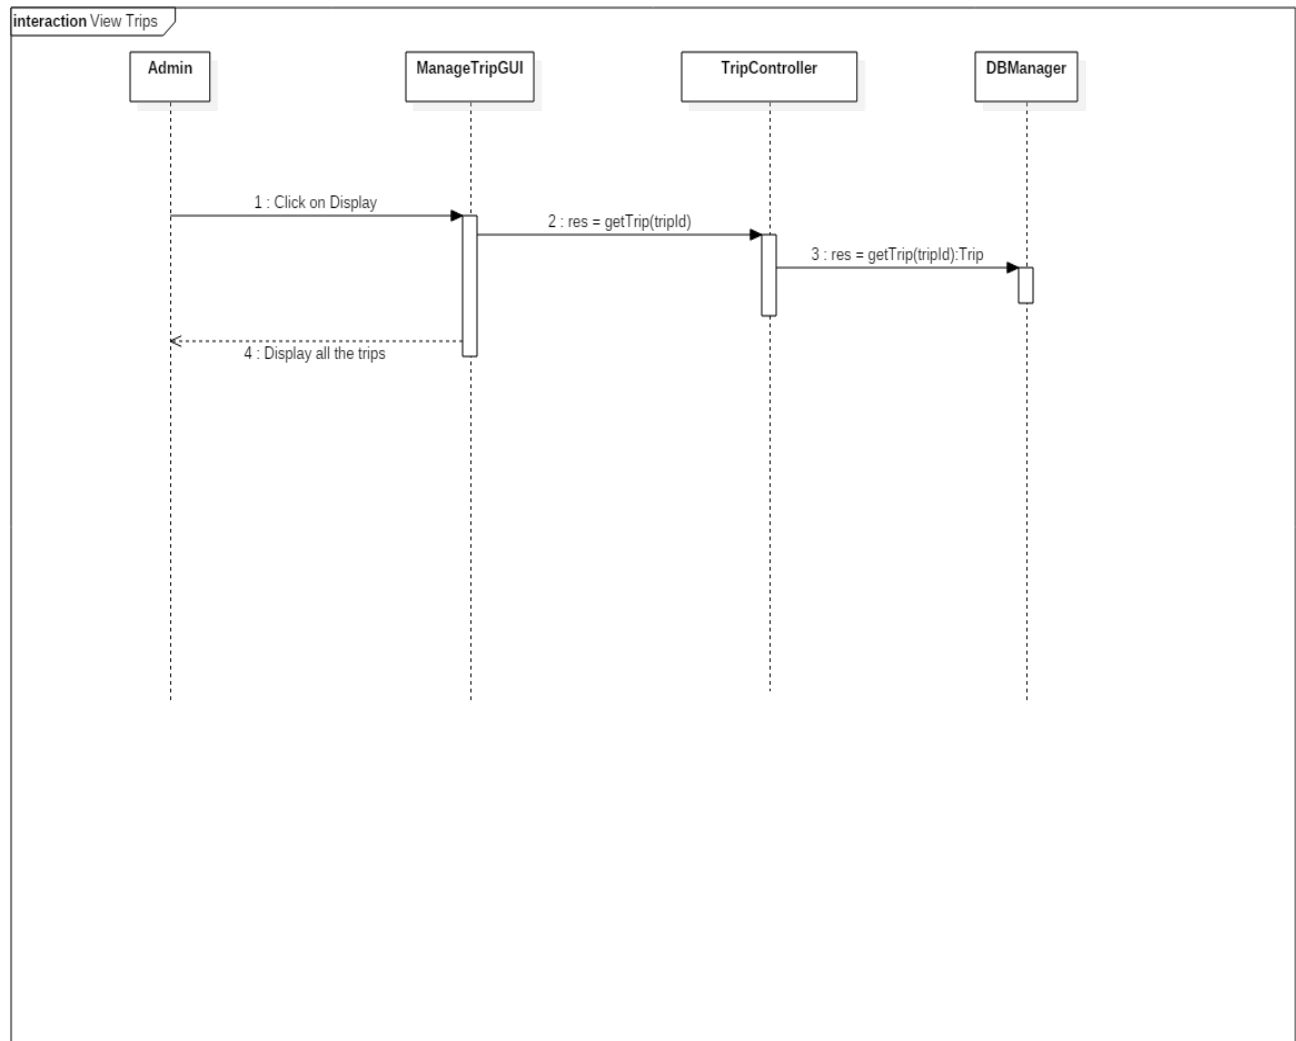 interaction View Trips
Admin
ManageTripGUI
TripController
DBManager
1 : Click on Display
2 : res = getTrip(tripId)
3 : res = getTrip(tripId):Trip
4 : Display all the trips